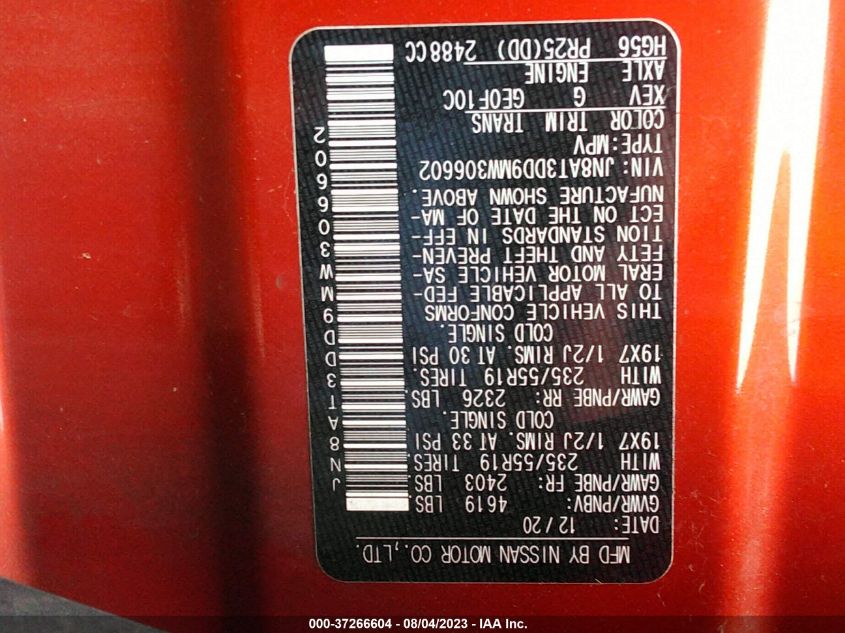 MFD BY NISSAN MOTOR CO.,LTD.
DATE: 12/20
GVWR/PNBV: 4619 LBS
GAWR/PNBE FR: 2403 LBS
WITH 235/55R19 TIRES.
19X7 1/2J RIMS. AT 33 PSI
COLD SINGLE.
GAWR/PNBE RR: 2326 LBS.
WITH 235/55R19 TIRES.
19X7 1/2J RIMS. AT 30 PSI
COLD SINGLE.
THIS VEHICLE CONFORMS
TO ALL APPLICABLE FED-
ERAL MOTOR VEHICLE SA-
FETY AND THEFT PREVEN-
TION STANDARDS IN EFF-
ECT ON THE DATE OF MA-
NUFACTURE SHOWN ABOVE.
VIN: JN8AT3DD9MW306602
TYPE:MPV
COLOR TRIM TRANS
XEV G GE0F10C
AXLE ENGINE
HG56 PR25(DD) 2488CC
JN8AT3DD9MW306602
000-37266604 - 08/04/2023 - IAA Inc.